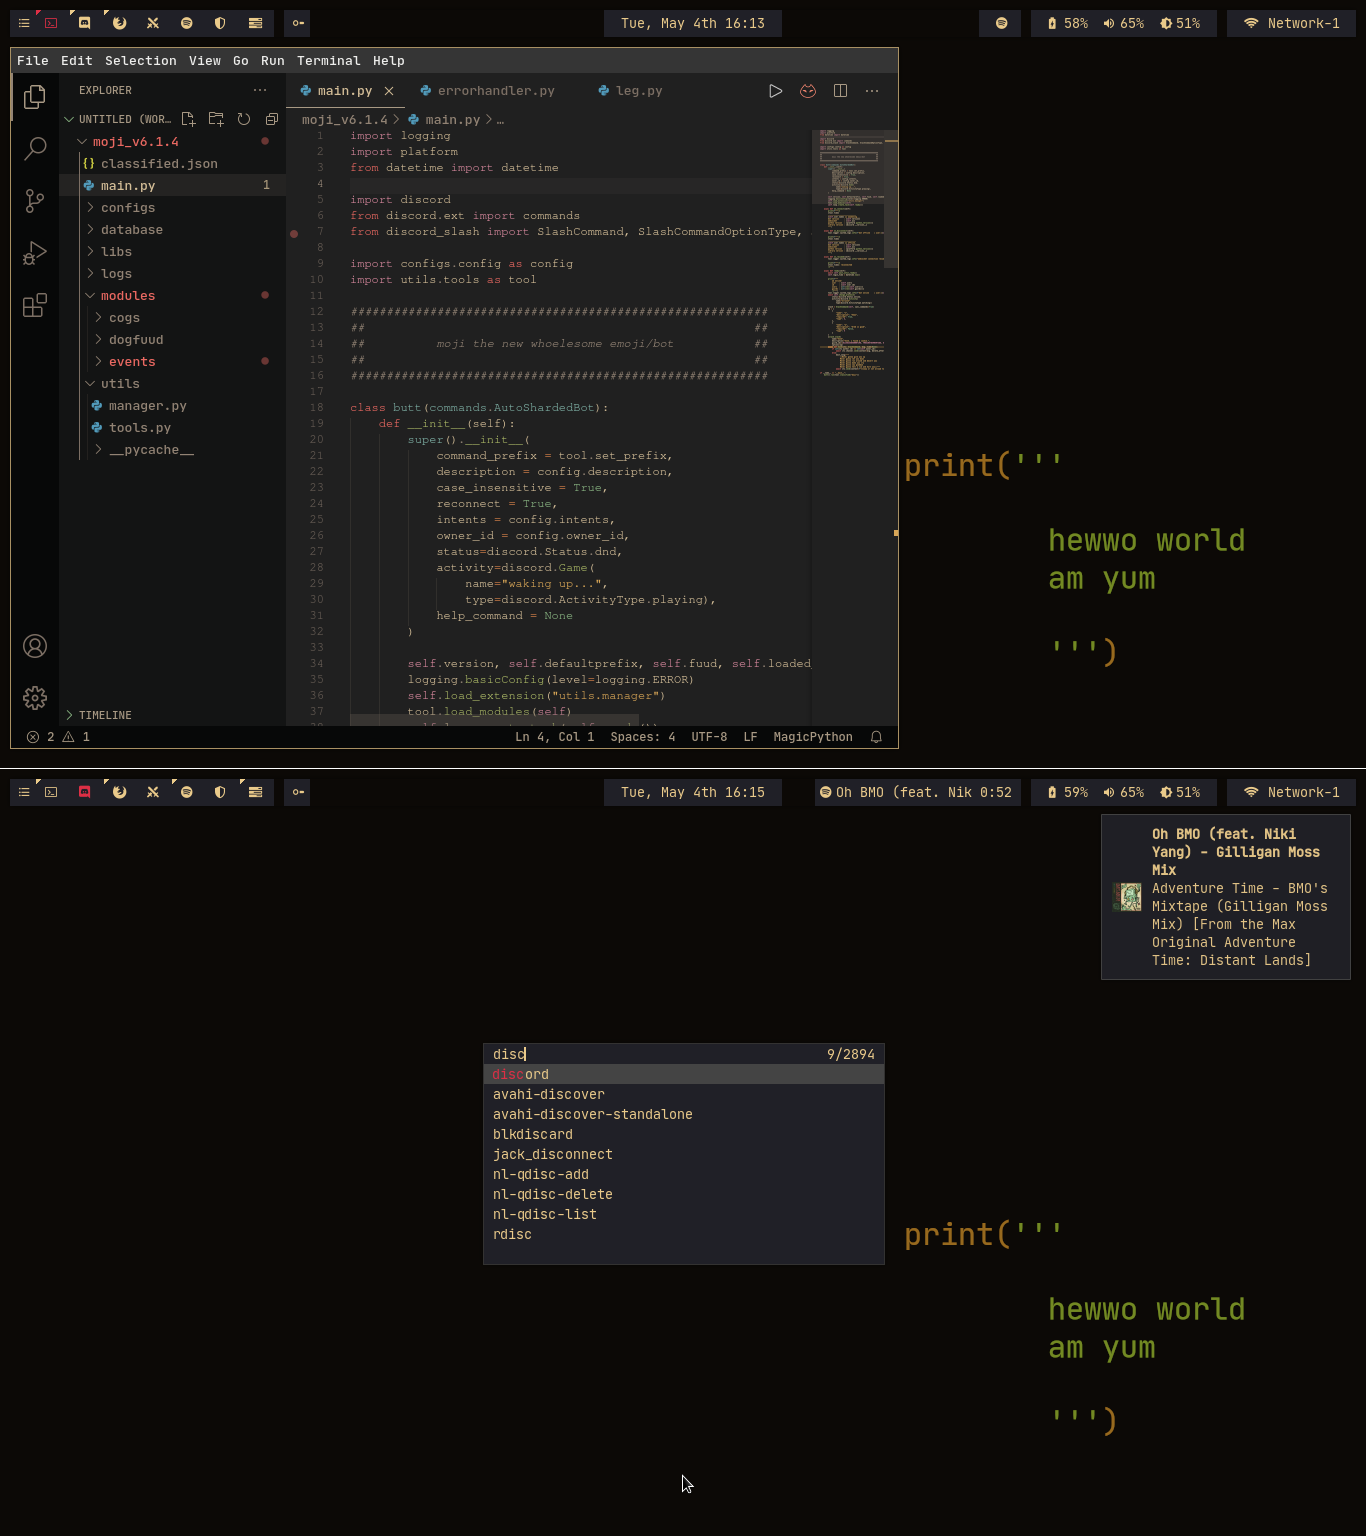 Tue, May 4th 16:13
58% 65% 51% Network-1
File Edit Selection View Go Run Terminal Help
EXPLORER ...
main.py
errorhandler.py
leg.py
UNTITLED (WOR...
moji_v6.1.4 > main.py > ...
moji_v6.1.4
{} classified.json
main.py 1
configs
database
libs
logs
modules
cogs
dogfuud
events
utils
manager.py
tools.py
__pycache__
TIMELINE
1 import logging
2 import platform
3 from datetime import datetime
4
5 import discord
6 from discord.ext import commands
7 from discord_slash import SlashCommand, SlashCommandOptionType,
8
9 import configs.config as config
10 import utils.tools as tool
11
12 ##########################################################
13 ## ##
14 ## moji the new whoelesome emoji/bot ##
15 ## ##
16 ##########################################################
17
18 class butt(commands.AutoShardedBot):
19 def __init__(self):
20 super().__init__(
21 command_prefix = tool.set_prefix,
22 description = config.description,
23 case_insensitive = True,
24 reconnect = True,
25 intents = config.intents,
26 owner_id = config.owner_id,
27 status=discord.Status.dnd,
28 activity=discord.Game(
29 name="waking up...",
30 type=discord.ActivityType.playing),
31 help_command = None
32 )
33
34 self.version, self.defaultprefix, self.fuud, self.loaded
35 logging.basicConfig(level=logging.ERROR)
36 self.load_extension("utils.manager")
37 tool.load_modules(self)
2 1
Ln 4, Col 1 Spaces: 4 UTF-8 LF MagicPython
print('''
hewwo world
am yum
''')
Tue, May 4th 16:15
Oh BMO (feat. Nik 0:52
59% 65% 51% Network-1
Oh BMO (feat. Niki
Yang) - Gilligan Moss
Mix
Adventure Time - BMO's
Mixtape (Gilligan Moss
Mix) [From the Max
Original Adventure
Time: Distant Lands]
disc 9/2894
discord
avahi-discover
avahi-discover-standalone
blkdiscard
jack_disconnect
nl-qdisc-add
nl-qdisc-delete
nl-qdisc-list
rdisc
print('''
hewwo world
am yum
''')